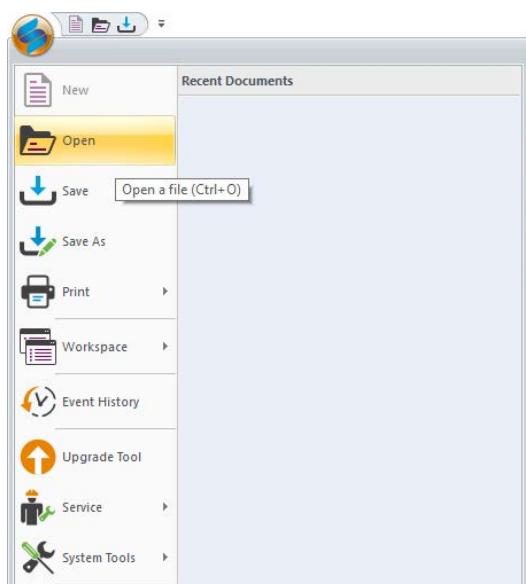 Recent Documents
New
Open
Save
Open a file (Ctrl+O)
Save As
Print
Workspace
Event History
Upgrade Tool
Service
System Tools